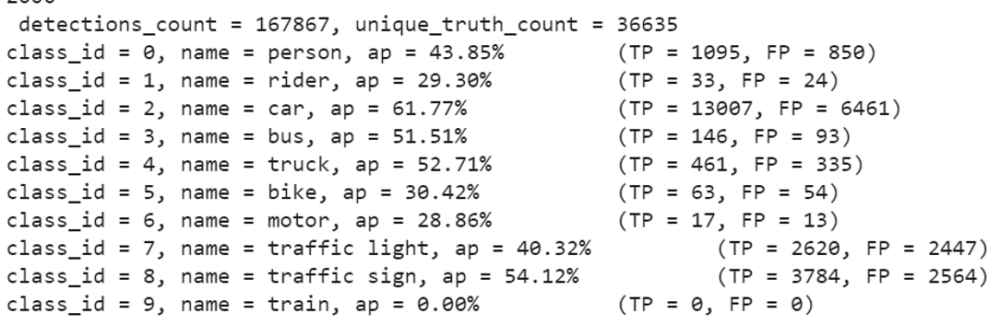 detections_count = 167867, unique_truth_count = 36635
class_id = 0, name = person, ap = 43.85% (TP = 1095, FP = 850)
class_id = 1, name = rider, ap = 29.30% (TP = 33, FP = 24)
class_id = 2, name = car, ap = 61.77% (TP = 13007, FP = 6461)
class_id = 3, name = bus, ap = 51.51% (TP = 146, FP = 93)
class_id = 4, name = truck, ap = 52.71% (TP = 461, FP = 335)
class_id = 5, name = bike, ap = 30.42% (TP = 63, FP = 54)
class_id = 6, name = motor, ap = 28.86% (TP = 17, FP = 13)
class_id = 7, name = traffic light, ap = 40.32% (TP = 2620, FP = 2447)
class_id = 8, name = traffic sign, ap = 54.12% (TP = 3784, FP = 2564)
class_id = 9, name = train, ap = 0.00% (TP = 0, FP = 0)